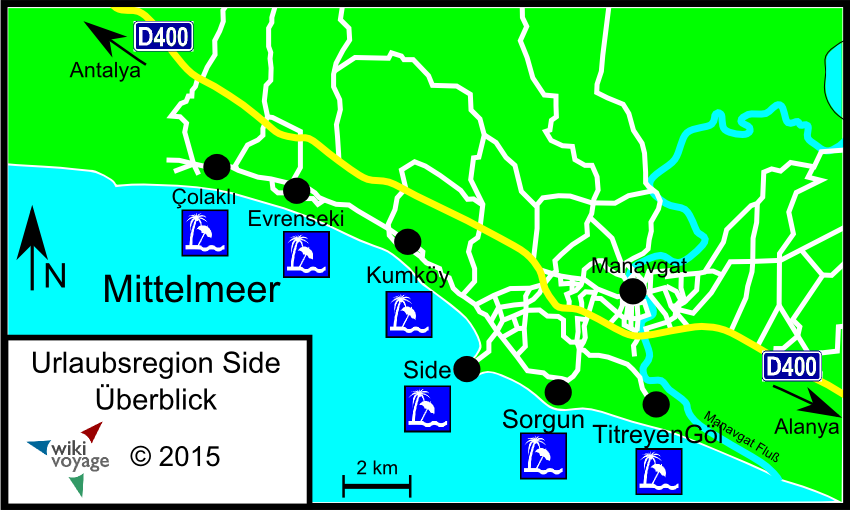 D400
Antalya
Çolaklı
Evrenseki
Kumköy
Manavgat
N
Mittelmeer
Side
Sorgun
TitreyenGöl
Manavgat Fluß
D400
Alanya
Urlaubsregion Side
Überblick
wiki
voyage
© 2015
2 km